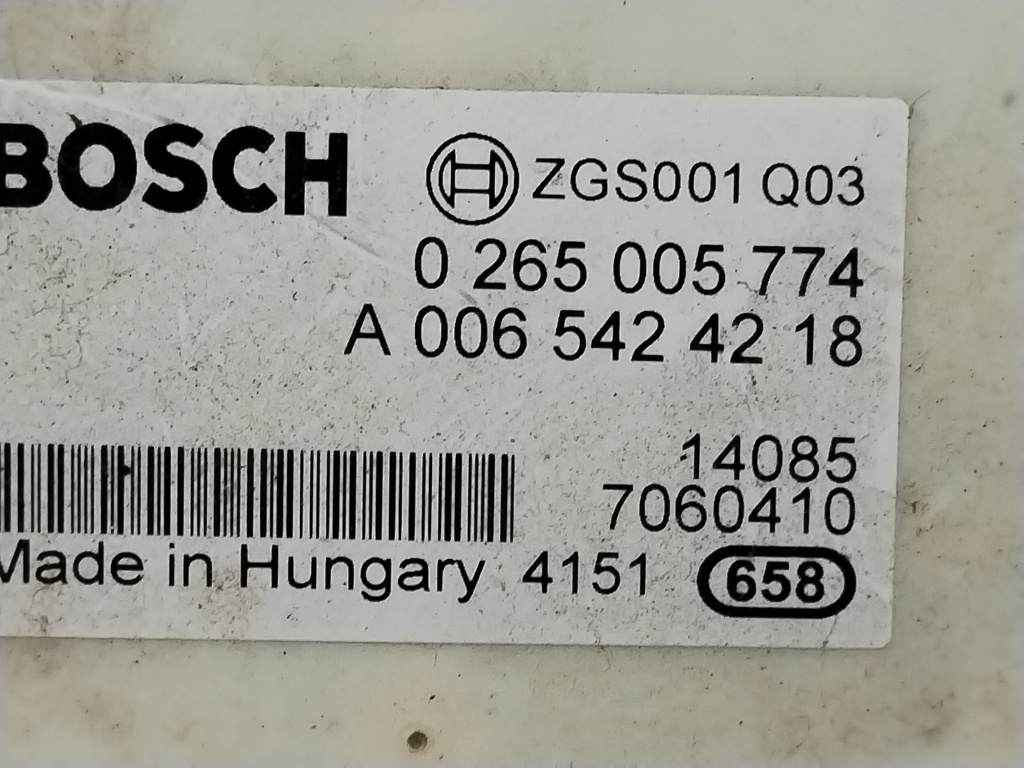 BOSCH ZGS001 Q03
0 265 005 774
A 006 542 42 18
14085
7060410
Made in Hungary 4151 658